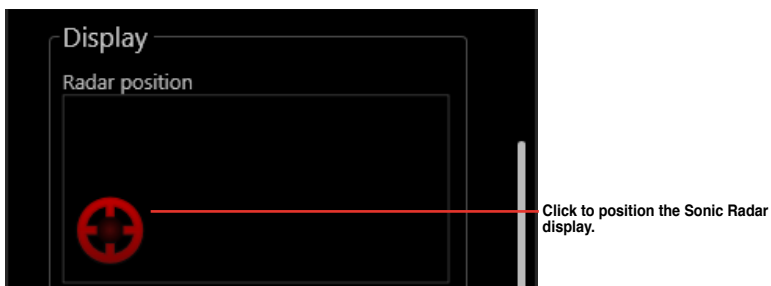 Display
Radar position
Click to position the Sonic Radar
display.